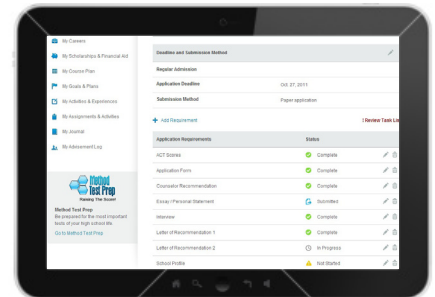 My Careers
My Scholarships & Financial Aid
My Course Plan
My Goals & Plans
My Activities & Experiences
My Assignments & Activities
My Journal
My Advisement Log
Method
Test Prep
Raising The Score!
Method Test Prep
Be prepared for the most important
tests of your high school life.
Go to Method Test Prep
Deadline and Submission Method
Regular Admission
Application Deadline Oct 27, 2011
Submission Method Paper application
+ Add Requirement Review Task List
Application Requirements Status
ACT Scores Complete
Application Form Complete
Counselor Recommendation Complete
Essay / Personal Statement Submitted
Interview Complete
Letter of Recommendation 1 Complete
Letter of Recommendation 2 In Progress
School Profile Not Started